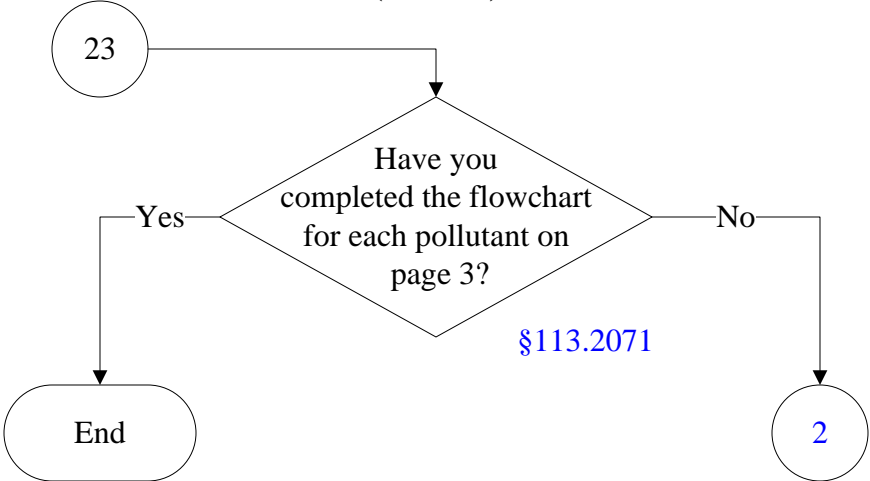 23
Have you
completed the flowchart
for each pollutant on
page 3?
Yes
No
§113.2071
End
2